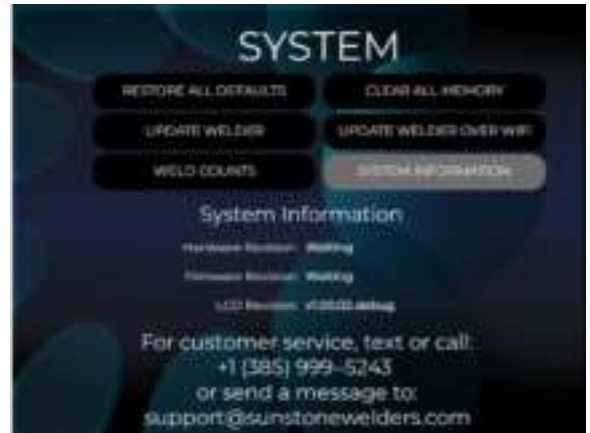 SYSTEM
RESTORE ALL DEFAULTS CLEAR ALL MEMORY
UPDATE WELDER UPDATE WELDER OVER WIFI
WELD COUNTS SYSTEM INFORMATION
System Information
Hardware Revision: Waiting
Firmware Revision: Waiting
LCD Revision:
For customer service, text or call:
+1 (385) 999-5243
or send a message to:
support@sunstonewelders.com